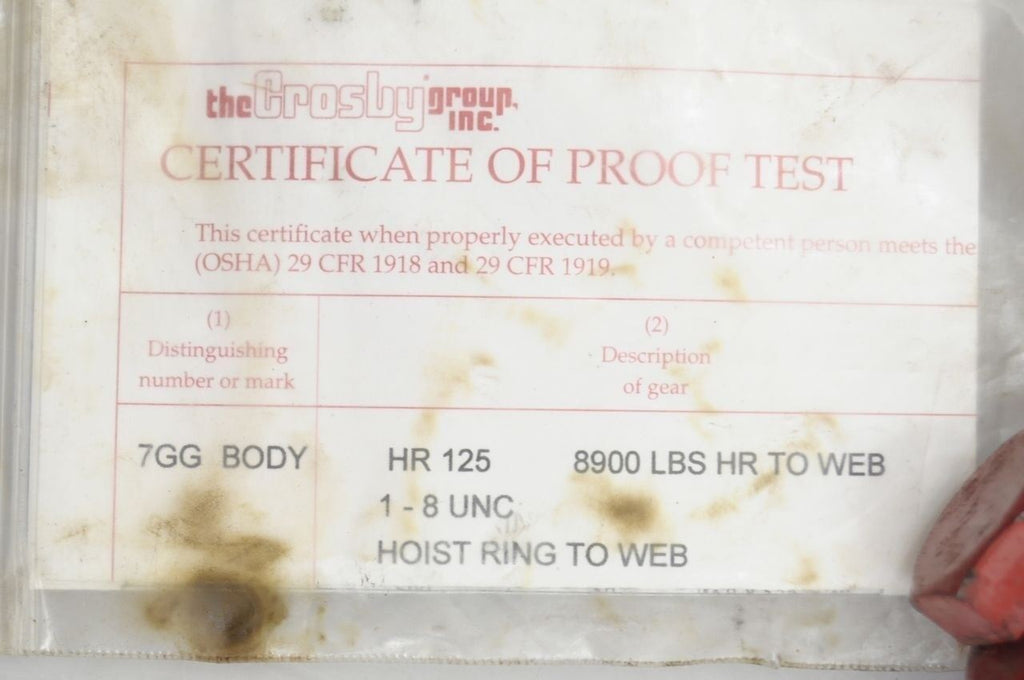 the Crosby group, INC.
CERTIFICATE OF PROOF TEST
This certificate when properly executed by a competent person meets the
(OSHA) 29 CFR 1918 and 29 CFR 1919.
(1)
Distinguishing
number or mark
(2)
Description
of gear
7GG BODY
HR 125 8900 LBS HR TO WEB
1 - 8 UNC
HOIST RING TO WEB